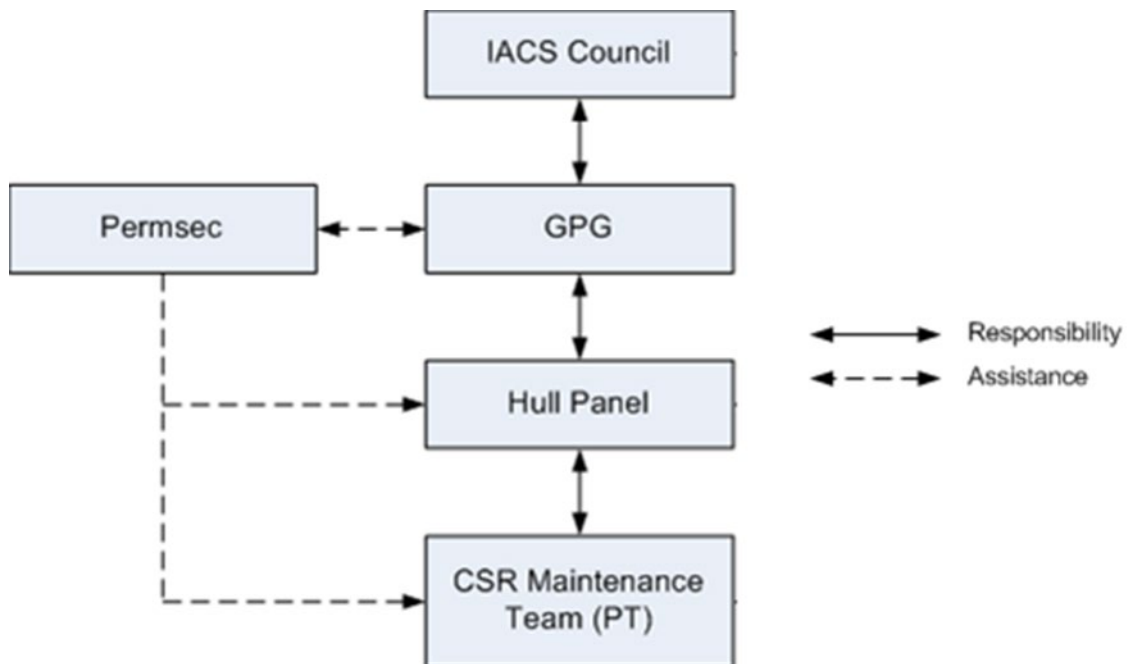 IACS Council
Permsec
GPG
Responsibility
Assistance
Hull Panel
CSR Maintenance
Team (PT)